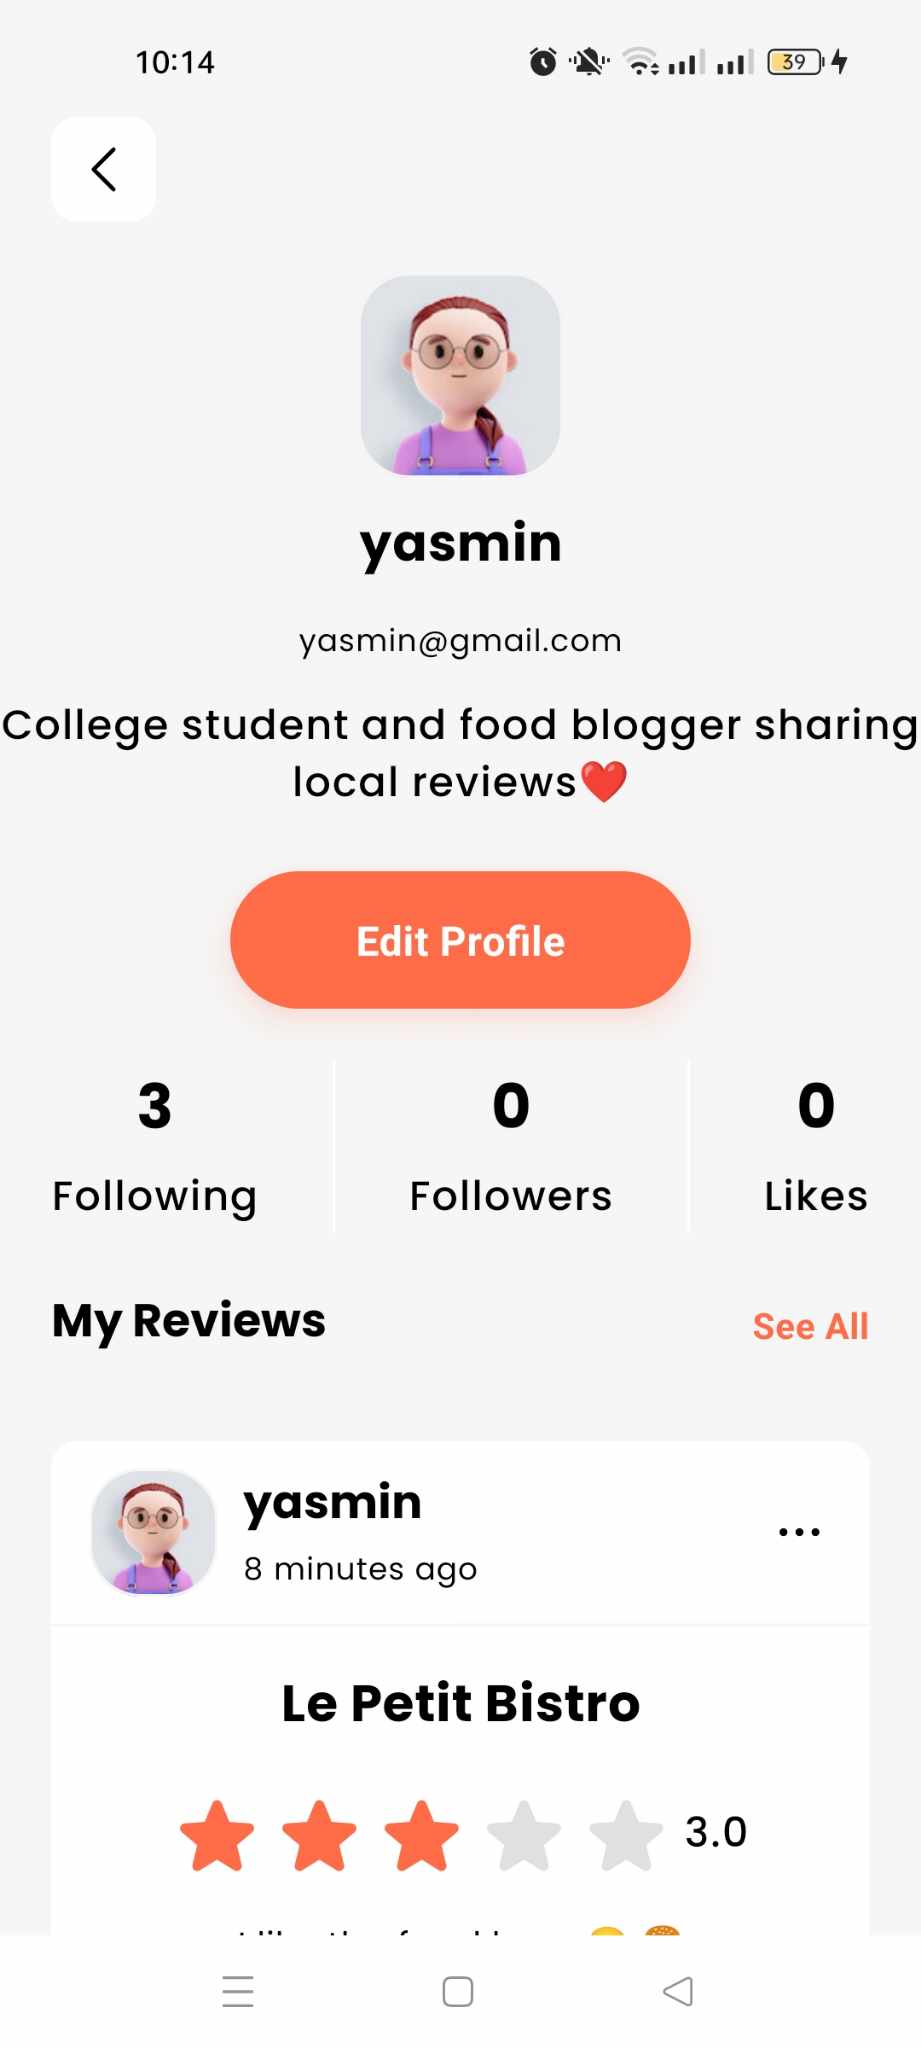 10:14
39
yasmin
yasmin@gmail.com
College student and food blogger sharing
local reviews❤️
Edit Profile
3
Following
0
Followers
0
Likes
My Reviews
See All
yasmin
8 minutes ago
Le Petit Bistro
3.0